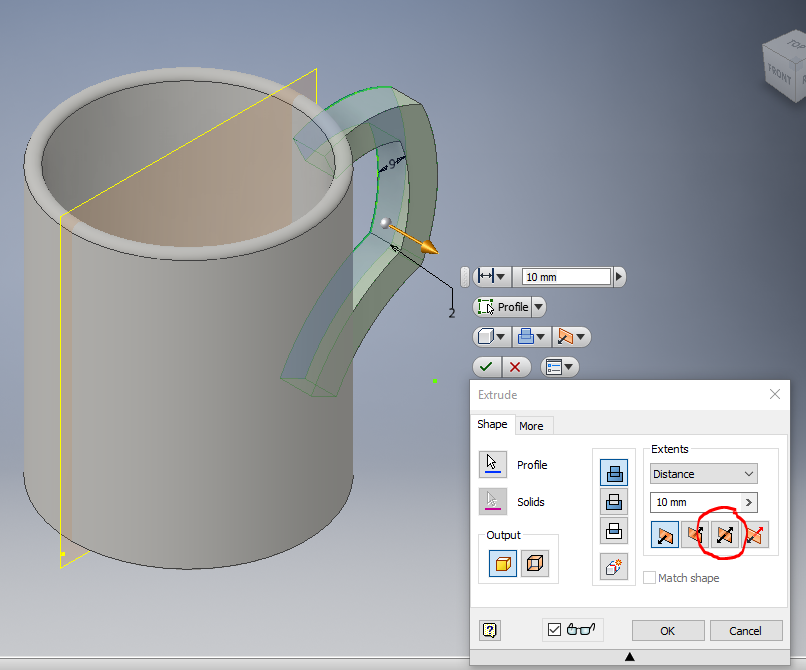 TOP
FRONT
9
2
10 mm
Profile
Extrude
Shape
More
Profile
Solids
Output
Extents
Distance
10 mm
Match shape
OK
Cancel